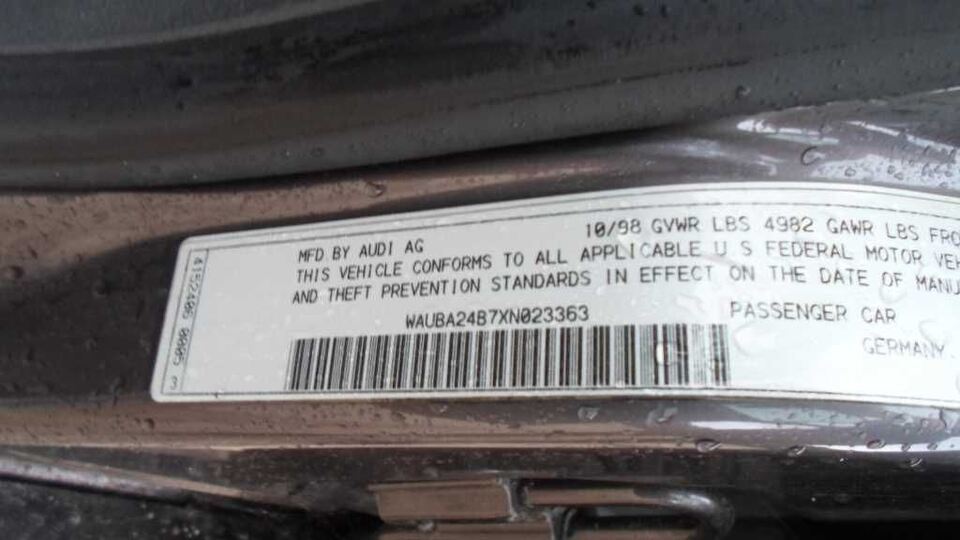 MFD BY AUDI AG
10/98 GVWR LBS 4982 GAWR LBS FRO
THIS VEHICLE CONFORMS TO ALL APPLICABLE U S FEDERAL MOTOR VEH
AND THEFT PREVENTION STANDARDS IN EFFECT ON THE DATE OF MANU
WAUBA24B7XN023363
PASSENGER CAR
GERMANY